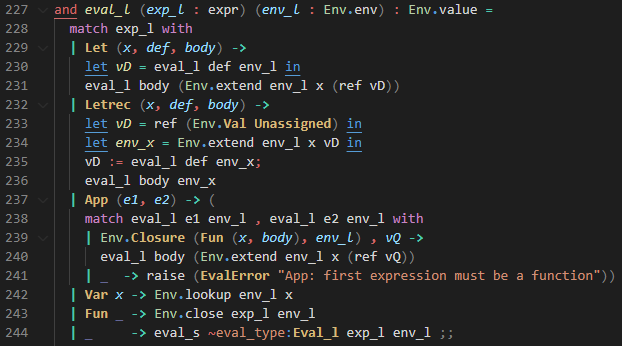 227 and eval_l (exp_l : expr) (env_l : Env.env) : Env.value =
228   match exp_l with
229   | Let (x, def, body) ->
230     let vD = eval_l def env_l in
231     eval_l body (Env.extend env_l x (ref vD))
232   | Letrec (x, def, body) ->
233     let vD = ref (Env.Val Unassigned) in
234     let env_x = Env.extend env_l x vD in
235     vD := eval_l def env_x;
236     eval_l body env_x
237   | App (e1, e2) -> (
238     match eval_l e1 env_l , eval_l e2 env_l with
239     | Env.Closure (Fun (x, body), env_l) , vQ ->
240       eval_l body (Env.extend env_l x (ref vQ))
241     | _  -> raise (EvalError "App: first expression must be a function"))
242   | Var x -> Env.lookup env_l x
243   | Fun _ -> Env.close exp_l env_l
244   | _     -> eval_s ~eval_type:Eval_l exp_l env_l ;;